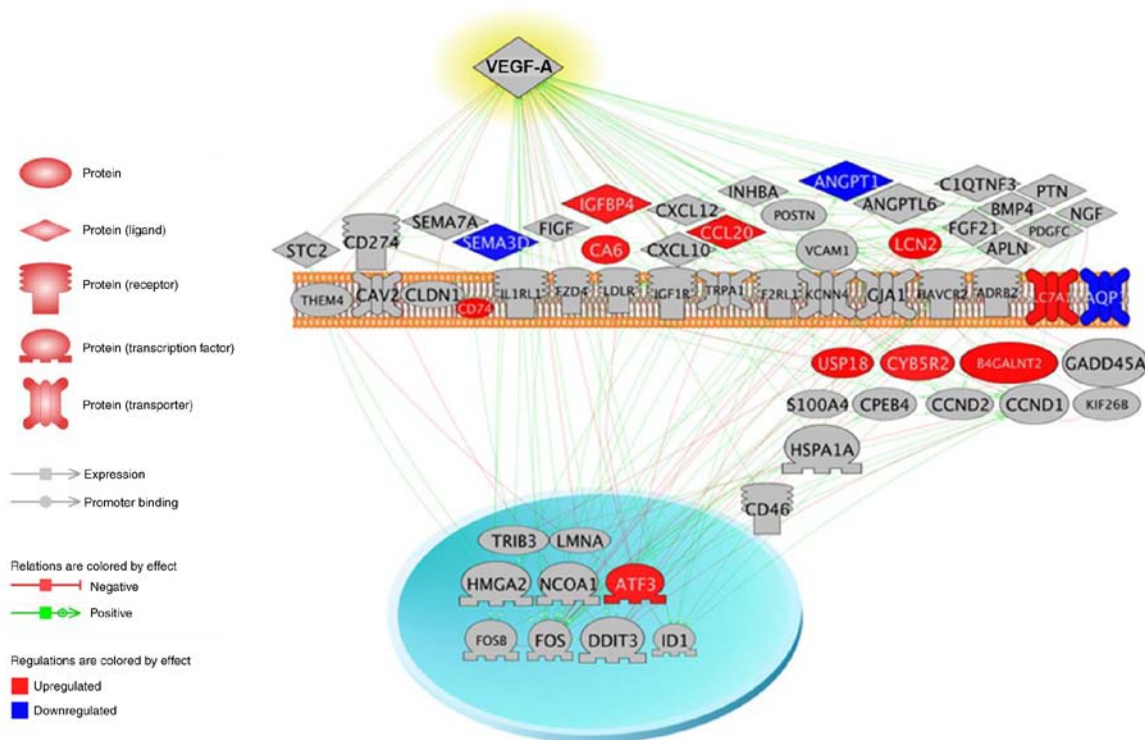 VEGF-A
Protein
Protein (ligand)
Protein (receptor)
Protein (transcription factor)
Protein (transporter)
Expression
Promoter binding
Relations are colored by effect
Negative
Positive
Regulations are colored by effect
Upregulated
Downregulated
STC2
CD274
SEMA7A
SEMA3D
FIGF
IGFBP4
CA6
CXCL12
CXCL10
CCL20
INHBA
POSTN
VCAM1
ANGPT1
ANGPTL6
LCN2
C1QTNF3
BMP4
PTN
NGF
FGF21
PDGFC
APLN
THEM4
CAV2
CLDN1
CD74
IL1RL1
FZD4
LDLR
IGF1R
TRPA1
F2RL1
KCNN4
GJA1
HAVCR2
ADRB2
LC7A1
AQP1
USP18
CYB5R2
B4GALNT2
GADD45A
S100A4
CPEB4
CCND2
CCND1
KIF26B
HSPA1A
CD46
TRIB3
LMNA
HMGA2
NCOA1
ATF3
FOSB
FOS
DDIT3
ID1